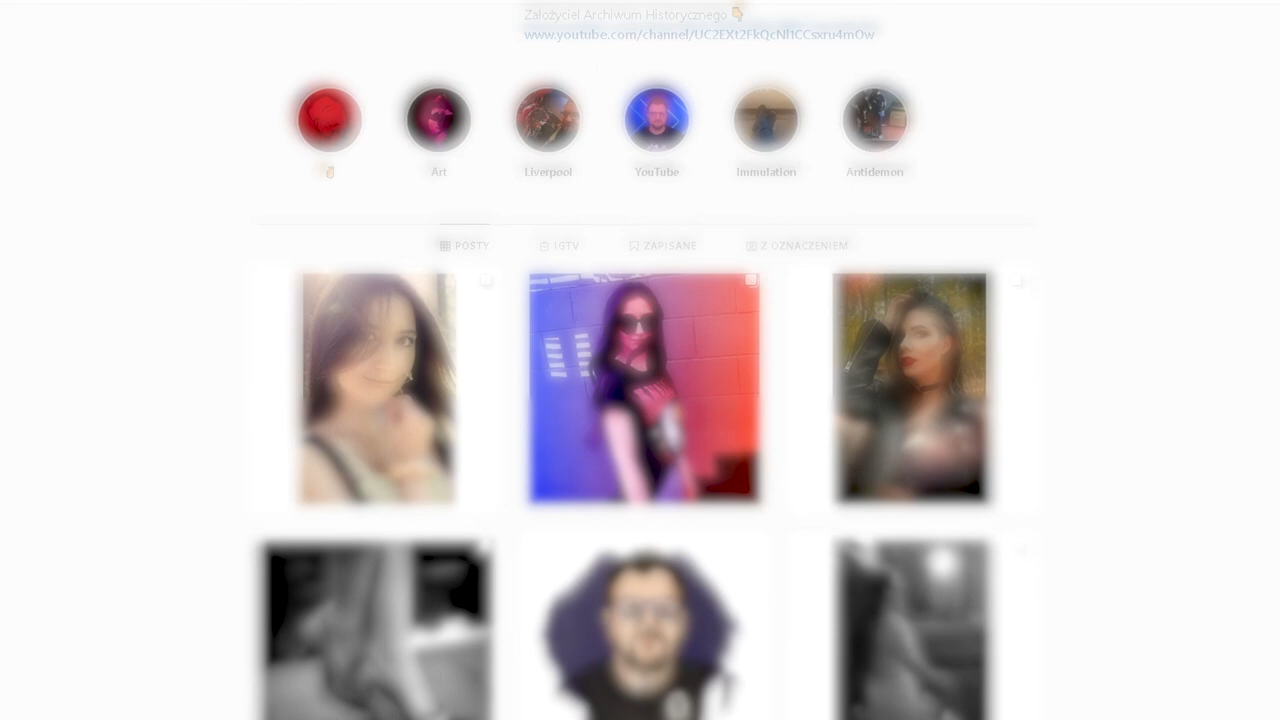 Założyciel Archiwum Historycznego 👇
www.youtube.com/channel/UC2EXt2FkQcNl1CCsxru4mOw
✌
Art
Liverpool
YouTube
Immulation
Antidemon
POSTY
IGTV
ZAPISANE
Z OZNACZENIEM